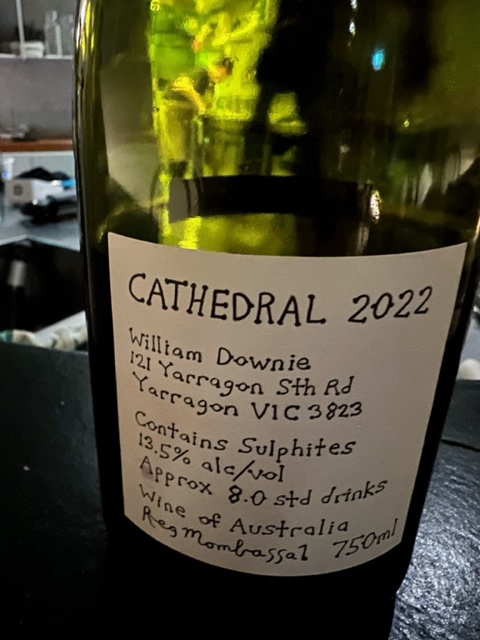 CATHEDRAL 2022
William Downie
121 Yarragon Sth Rd
Yarragon VIC 3823
Contains Sulphites
13.5% alc/vol
Approx 8.0 std drinks
Wine of Australia
Reg Mombassa 750ml